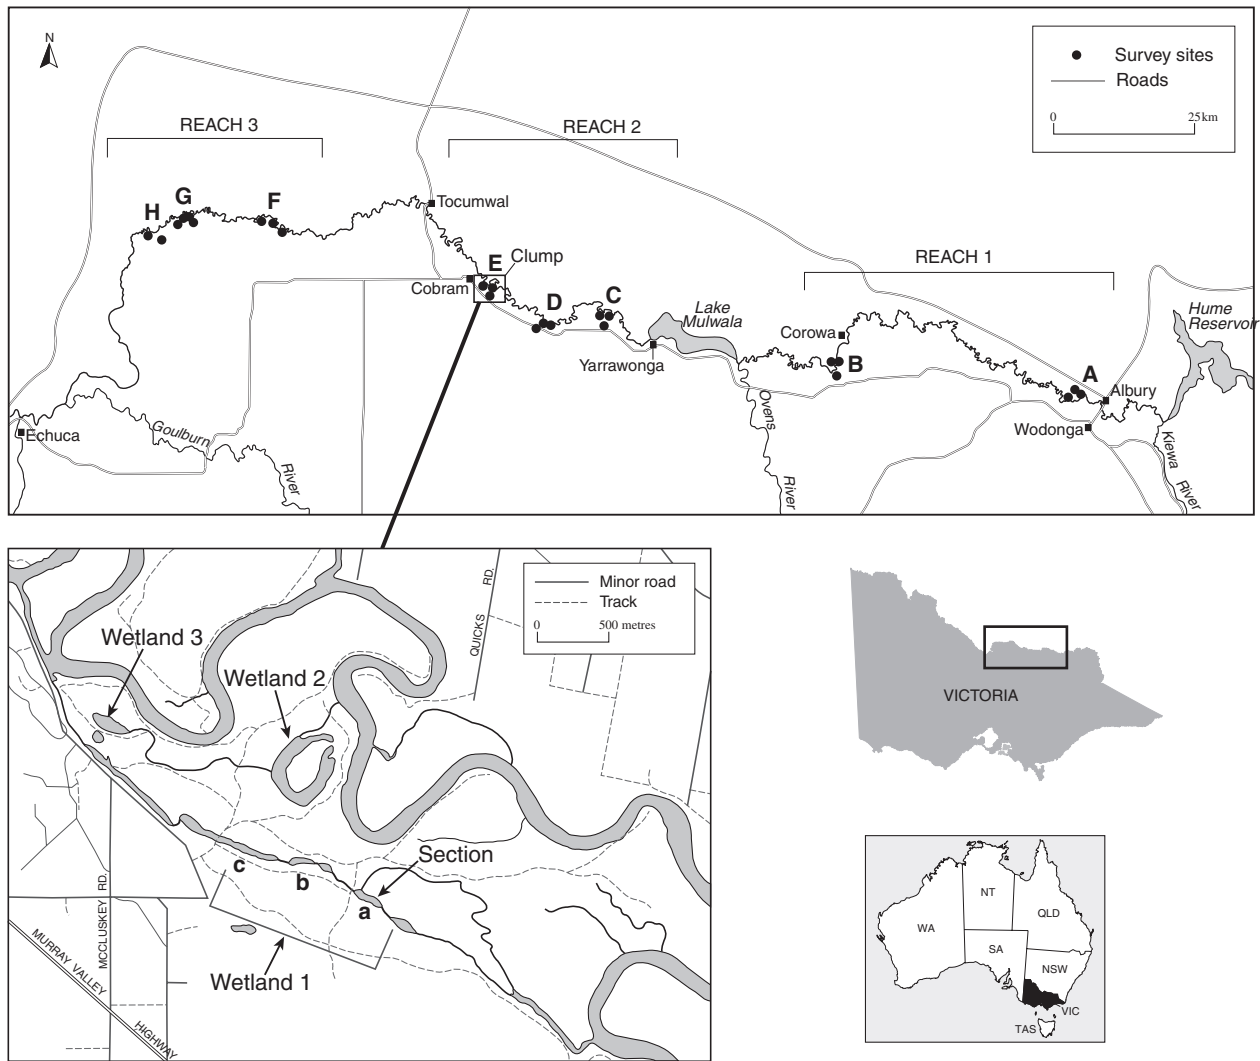 N
Survey sites
Roads
0 25km
REACH 3
REACH 2
REACH 1
H
G
F
Tocumwal
E
Clump
Cobram
D
C
Lake
Mulwala
Yarrawonga
Corowa
B
Hume
Reservoir
A
Albury
Wodonga
Echuca
Goulburn
River
Ovens
River
Kiewa
River
Minor road
Track
0 500 metres
QUICKS RD.
Wetland 3
Wetland 2
Section
c
b
a
Wetland 1
MCCLUSKEY RD.
MURRAY VALLEY
HIGHWAY
VICTORIA
WA
NT
QLD
SA
NSW
VIC
TAS